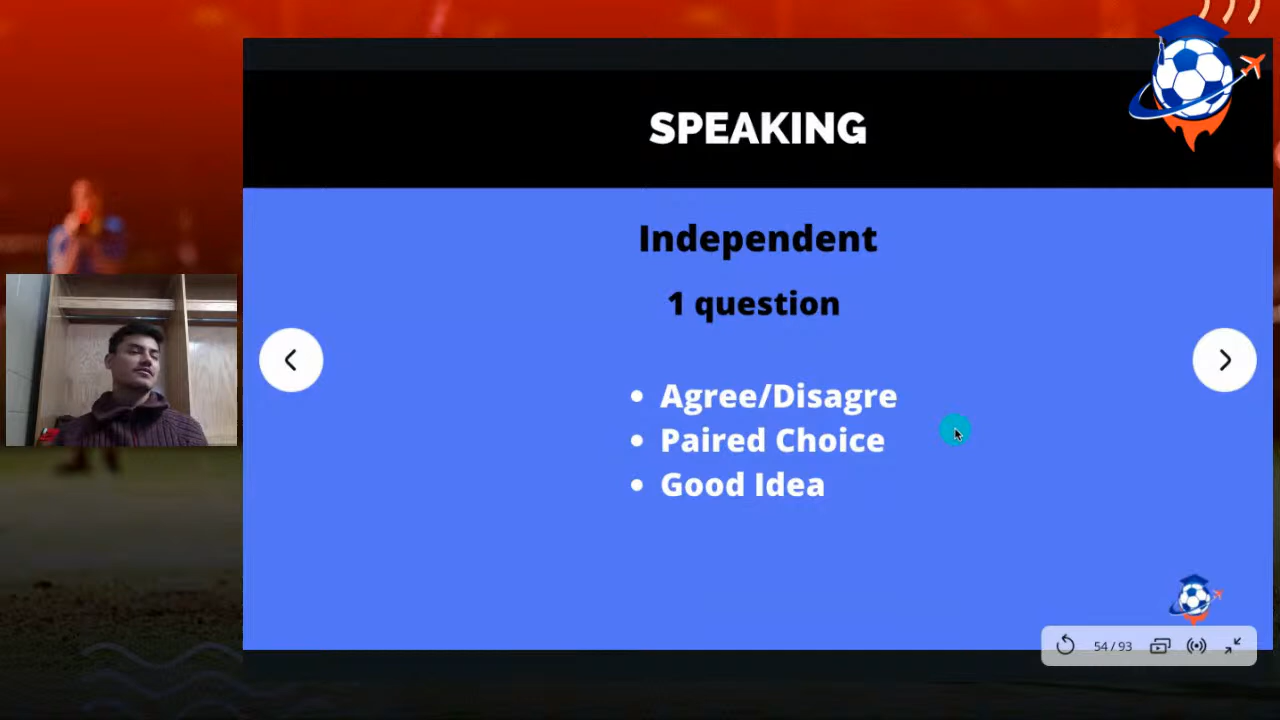 SPEAKING
Independent
1 question
• Agree/Disagre
• Paired Choice
• Good Idea
54 / 93